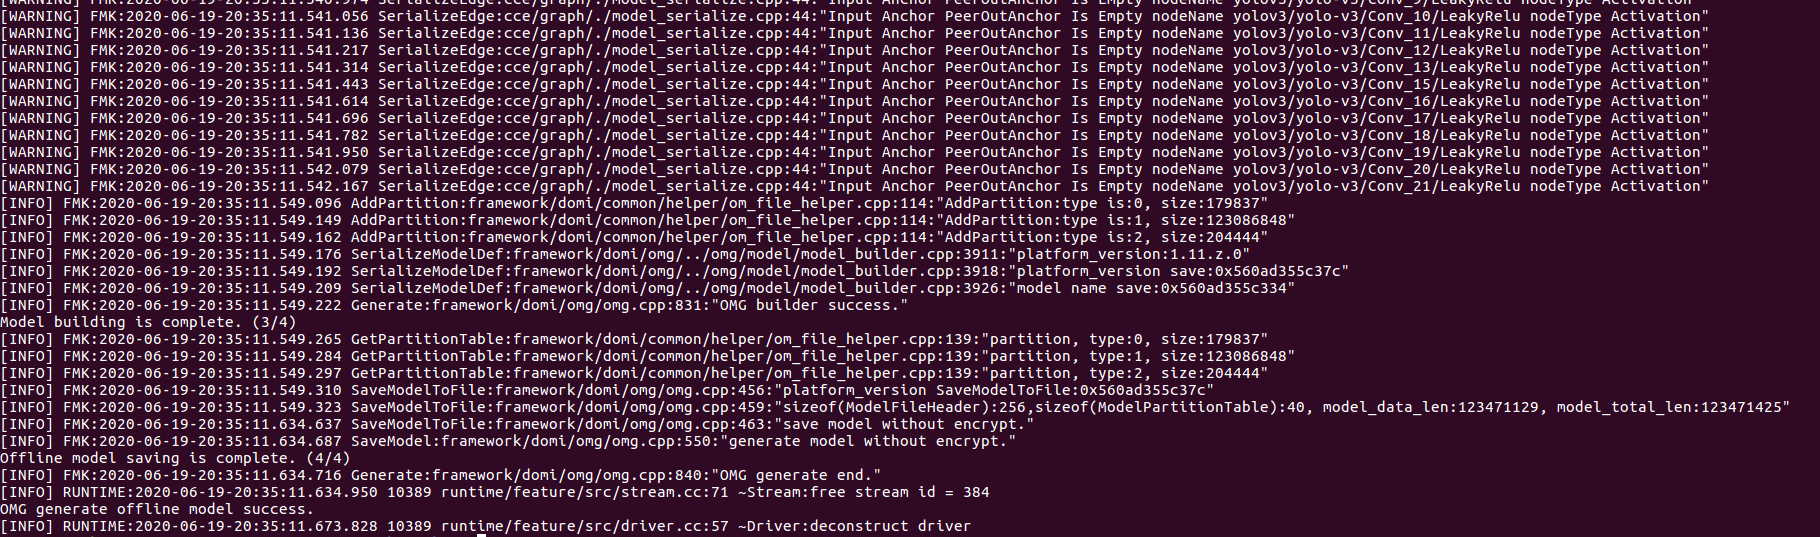 [WARNING] FMK:2020-06-19-20:35:11.540.974 SerializeEdge:cce/graph/./model_serialize.cpp:44:"Input Anchor PeerOutAnchor Is Empty nodeName yolov3/yolo-v3/Conv_9/LeakyRelu nodeType Activation"
[WARNING] FMK:2020-06-19-20:35:11.541.056 SerializeEdge:cce/graph/./model_serialize.cpp:44:"Input Anchor PeerOutAnchor Is Empty nodeName yolov3/yolo-v3/Conv_10/LeakyRelu nodeType Activation"
[WARNING] FMK:2020-06-19-20:35:11.541.136 SerializeEdge:cce/graph/./model_serialize.cpp:44:"Input Anchor PeerOutAnchor Is Empty nodeName yolov3/yolo-v3/Conv_11/LeakyRelu nodeType Activation"
[WARNING] FMK:2020-06-19-20:35:11.541.217 SerializeEdge:cce/graph/./model_serialize.cpp:44:"Input Anchor PeerOutAnchor Is Empty nodeName yolov3/yolo-v3/Conv_12/LeakyRelu nodeType Activation"
[WARNING] FMK:2020-06-19-20:35:11.541.314 SerializeEdge:cce/graph/./model_serialize.cpp:44:"Input Anchor PeerOutAnchor Is Empty nodeName yolov3/yolo-v3/Conv_13/LeakyRelu nodeType Activation"
[WARNING] FMK:2020-06-19-20:35:11.541.443 SerializeEdge:cce/graph/./model_serialize.cpp:44:"Input Anchor PeerOutAnchor Is Empty nodeName yolov3/yolo-v3/Conv_15/LeakyRelu nodeType Activation"
[WARNING] FMK:2020-06-19-20:35:11.541.614 SerializeEdge:cce/graph/./model_serialize.cpp:44:"Input Anchor PeerOutAnchor Is Empty nodeName yolov3/yolo-v3/Conv_16/LeakyRelu nodeType Activation"
[WARNING] FMK:2020-06-19-20:35:11.541.696 SerializeEdge:cce/graph/./model_serialize.cpp:44:"Input Anchor PeerOutAnchor Is Empty nodeName yolov3/yolo-v3/Conv_17/LeakyRelu nodeType Activation"
[WARNING] FMK:2020-06-19-20:35:11.541.782 SerializeEdge:cce/graph/./model_serialize.cpp:44:"Input Anchor PeerOutAnchor Is Empty nodeName yolov3/yolo-v3/Conv_18/LeakyRelu nodeType Activation"
[WARNING] FMK:2020-06-19-20:35:11.541.950 SerializeEdge:cce/graph/./model_serialize.cpp:44:"Input Anchor PeerOutAnchor Is Empty nodeName yolov3/yolo-v3/Conv_19/LeakyRelu nodeType Activation"
[WARNING] FMK:2020-06-19-20:35:11.542.079 SerializeEdge:cce/graph/./model_serialize.cpp:44:"Input Anchor PeerOutAnchor Is Empty nodeName yolov3/yolo-v3/Conv_20/LeakyRelu nodeType Activation"
[WARNING] FMK:2020-06-19-20:35:11.542.167 SerializeEdge:cce/graph/./model_serialize.cpp:44:"Input Anchor PeerOutAnchor Is Empty nodeName yolov3/yolo-v3/Conv_21/LeakyRelu nodeType Activation"
[INFO] FMK:2020-06-19-20:35:11.549.096 AddPartition:framework/domi/common/helper/om_file_helper.cpp:114:"AddPartition:type is:0, size:179837"
[INFO] FMK:2020-06-19-20:35:11.549.149 AddPartition:framework/domi/common/helper/om_file_helper.cpp:114:"AddPartition:type is:1, size:123086848"
[INFO] FMK:2020-06-19-20:35:11.549.162 AddPartition:framework/domi/common/helper/om_file_helper.cpp:114:"AddPartition:type is:2, size:204444"
[INFO] FMK:2020-06-19-20:35:11.549.176 SerializeModelDef:framework/domi/omg/../omg/model/model_builder.cpp:3911:"platform_version:1.11.z.0"
[INFO] FMK:2020-06-19-20:35:11.549.192 SerializeModelDef:framework/domi/omg/../omg/model/model_builder.cpp:3918:"platform_version save:0x560ad355c37c"
[INFO] FMK:2020-06-19-20:35:11.549.209 SerializeModelDef:framework/domi/omg/../omg/model/model_builder.cpp:3926:"model name save:0x560ad355c334"
[INFO] FMK:2020-06-19-20:35:11.549.222 Generate:framework/domi/omg/omg.cpp:831:"OMG builder success."
Model building is complete. (3/4)
[INFO] FMK:2020-06-19-20:35:11.549.265 GetPartitionTable:framework/domi/common/helper/om_file_helper.cpp:139:"partition, type:0, size:179837"
[INFO] FMK:2020-06-19-20:35:11.549.284 GetPartitionTable:framework/domi/common/helper/om_file_helper.cpp:139:"partition, type:1, size:123086848"
[INFO] FMK:2020-06-19-20:35:11.549.297 GetPartitionTable:framework/domi/common/helper/om_file_helper.cpp:139:"partition, type:2, size:204444"
[INFO] FMK:2020-06-19-20:35:11.549.310 SaveModelToFile:framework/domi/omg/omg.cpp:456:"platform_version SaveModelToFile:0x560ad355c37c"
[INFO] FMK:2020-06-19-20:35:11.549.323 SaveModelToFile:framework/domi/omg/omg.cpp:459:"sizeof(ModelFileHeader):256,sizeof(ModelPartitionTable):40, model_data_len:123471129, model_total_len:123471425"
[INFO] FMK:2020-06-19-20:35:11.634.637 SaveModelToFile:framework/domi/omg/omg.cpp:463:"save model without encrypt."
[INFO] FMK:2020-06-19-20:35:11.634.687 SaveModel:framework/domi/omg/omg.cpp:550:"generate model without encrypt."
Offline model saving is complete. (4/4)
[INFO] FMK:2020-06-19-20:35:11.634.716 Generate:framework/domi/omg/omg.cpp:840:"OMG generate end."
[INFO] RUNTIME:2020-06-19-20:35:11.634.950 10389 runtime/feature/src/stream.cc:71 ~Stream:free stream id = 384
OMG generate offline model success.
[INFO] RUNTIME:2020-06-19-20:35:11.673.828 10389 runtime/feature/src/driver.cc:57 ~Driver:deconstruct driver